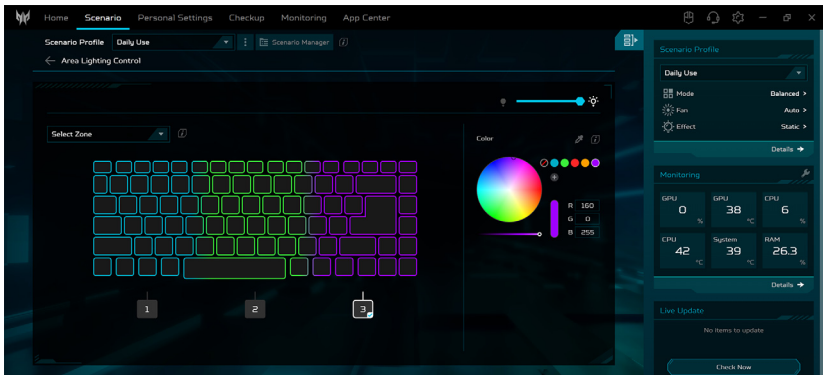 Home Scenario Personal Settings Checkup Monitoring App Center
Scenario Profile Daily Use Scenario Manager
Area Lighting Control
Select Zone
Color
R 160
G 0
B 255
1 2 3
Scenario Profile
Daily Use
Mode Balanced >
Fan Auto >
Effect Static >
Details →
Monitoring
GPU GPU CPU
0 % 38 °C 6 %
CPU System RAM
42 °C 39 °C 26.3 %
Details →
Live Update
No items to update
Check Now